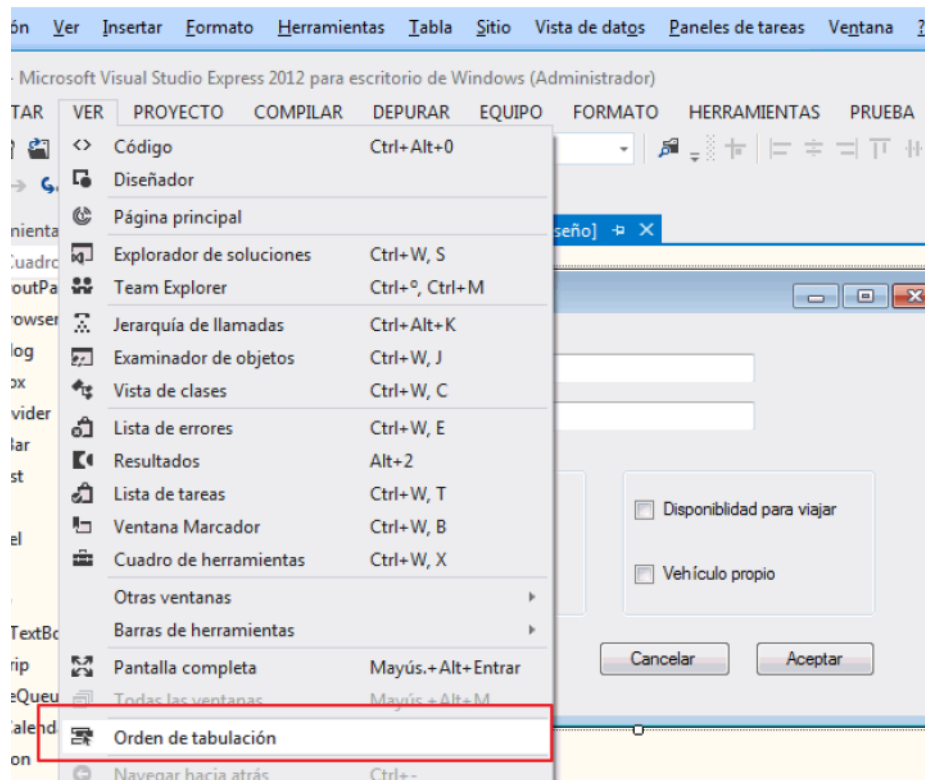 ón Ver Insertar Formato Herramientas Tabla Sitio Vista de datos Paneles de tareas Ventana ?
- Microsoft Visual Studio Express 2012 para escritorio de Windows (Administrador)
TAR VER PROYECTO COMPILAR DEPURAR EQUIPO FORMATO HERRAMIENTAS PRUEBA
Código Ctrl+Alt+0
Diseñador
Página principal
nienta seño]
Explorador de soluciones Ctrl+W, S
Cuadro
Team Explorer Ctrl+º, Ctrl+M
outPa
rowser Jerarquía de llamadas Ctrl+Alt+K
log Examinador de objetos Ctrl+W, J
ox Vista de clases Ctrl+W, C
vider
Lista de errores Ctrl+W, E
Bar
Resultados Alt+2
st
Lista de tareas Ctrl+W, T
Disponiblidad para viajar
Ventana Marcador Ctrl+W, B
el
Cuadro de herramientas Ctrl+W, X
Vehículo propio
Otras ventanas
Barras de herramientas
TextBo
rip Pantalla completa Mayús.+Alt+Entrar
Cancelar Aceptar
eQueu Todas las ventanas Mayús.+Alt+M
Calend
Orden de tabulación
on
Navegar hacia atrás Ctrl+-